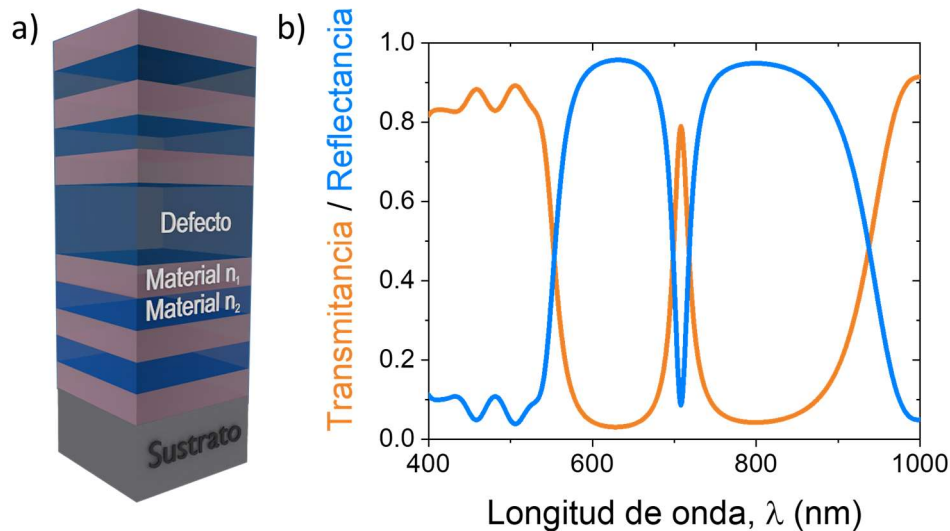 a)
Defecto
Material n₁
Material n₂
Sustrato
b)
Transmitancia / Reflectancia
1.0
0.8
0.6
0.4
0.2
0.0
400
600
800
1000
Longitud de onda, λ (nm)